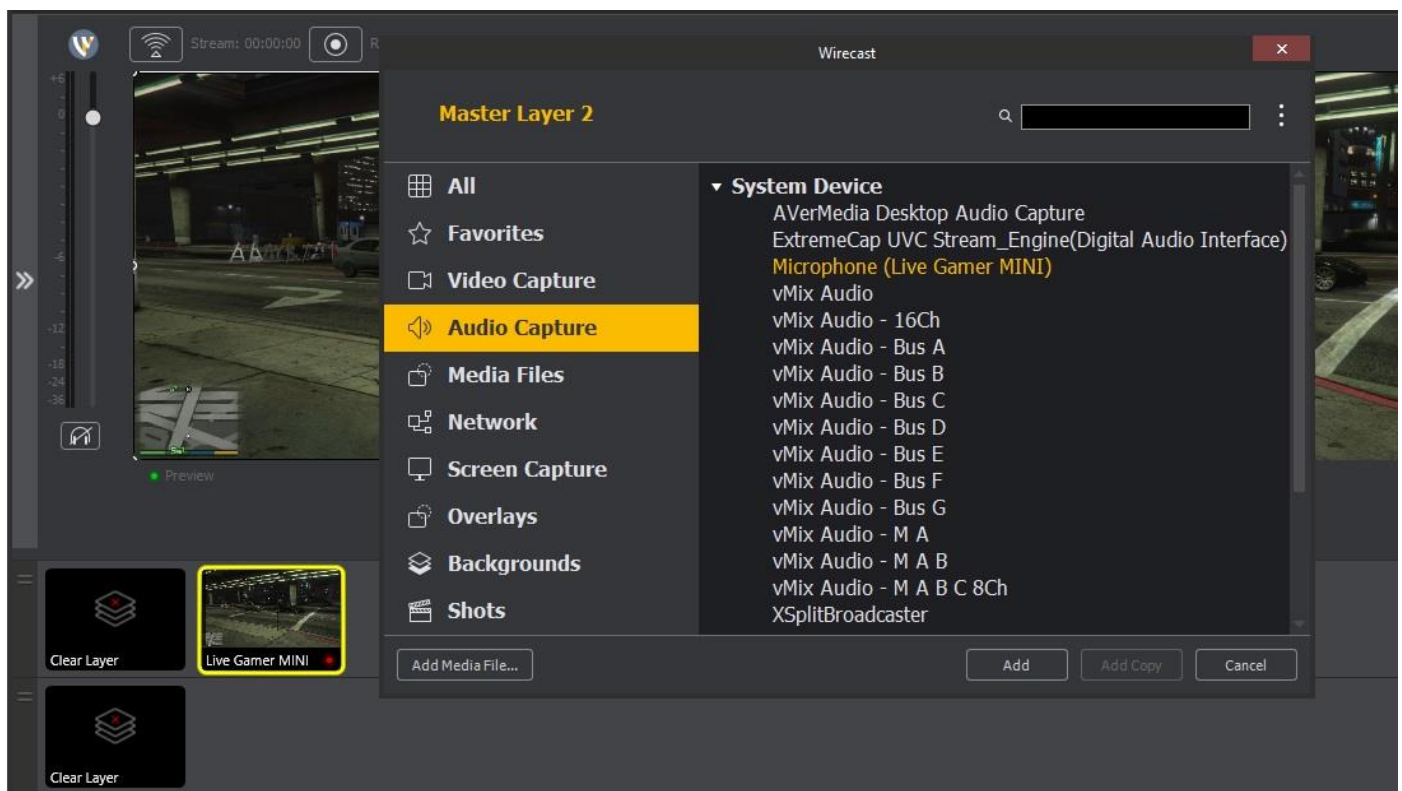 Stream: 00:00:00
R
Wirecast
+6
0
-6
-12
-18
-24
-36
Preview
Master Layer 2
All
Favorites
Video Capture
Audio Capture
Media Files
Network
Screen Capture
Overlays
Backgrounds
Shots
System Device
AVerMedia Desktop Audio Capture
ExtremeCap UVC Stream_Engine(Digital Audio Interface)
Microphone (Live Gamer MINI)
vMix Audio
vMix Audio - 16Ch
vMix Audio - Bus A
vMix Audio - Bus B
vMix Audio - Bus C
vMix Audio - Bus D
vMix Audio - Bus E
vMix Audio - Bus F
vMix Audio - Bus G
vMix Audio - M A
vMix Audio - M A B
vMix Audio - M A B C 8Ch
XSplitBroadcaster
Add Media File...
Add
Add Copy
Cancel
Clear Layer
Live Gamer MINI
Clear Layer